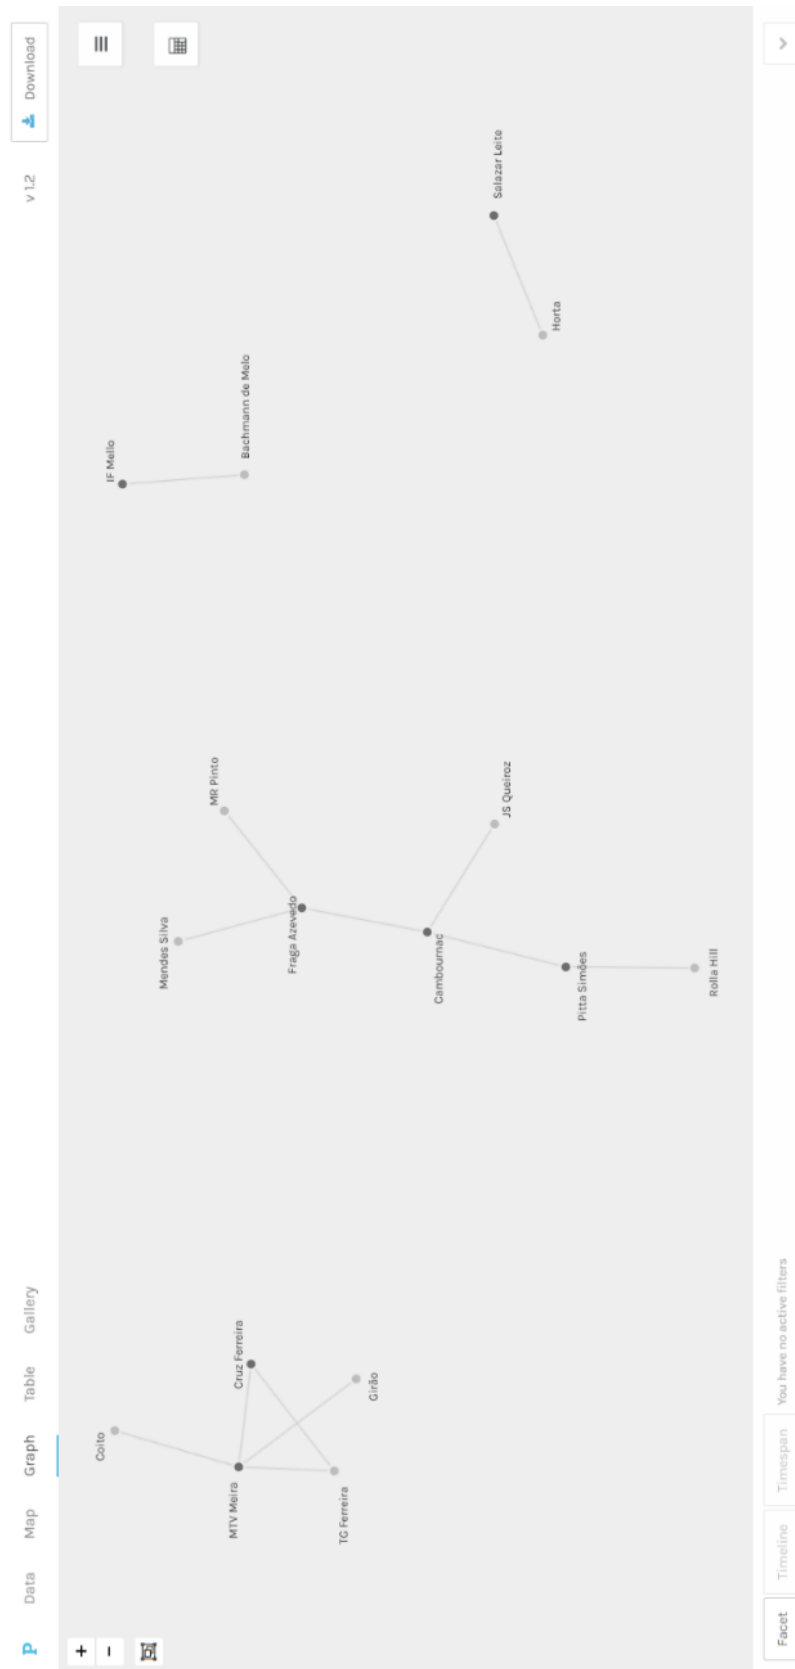 P
Data
Map
Graph
Table
Gallery
v 1.2
Download
+
−
IF Mello
Bachmann de Melo
Salazar Leite
Horta
MR Pinto
Mendes Silva
Fraga Azevedo
JS Queiroz
Cambournac
Pitta Simões
Rolla Hill
Coito
Cruz Ferreira
Girão
MTV Meira
TG Ferreira
Facet
Timeline
Timespan
You have no active filters